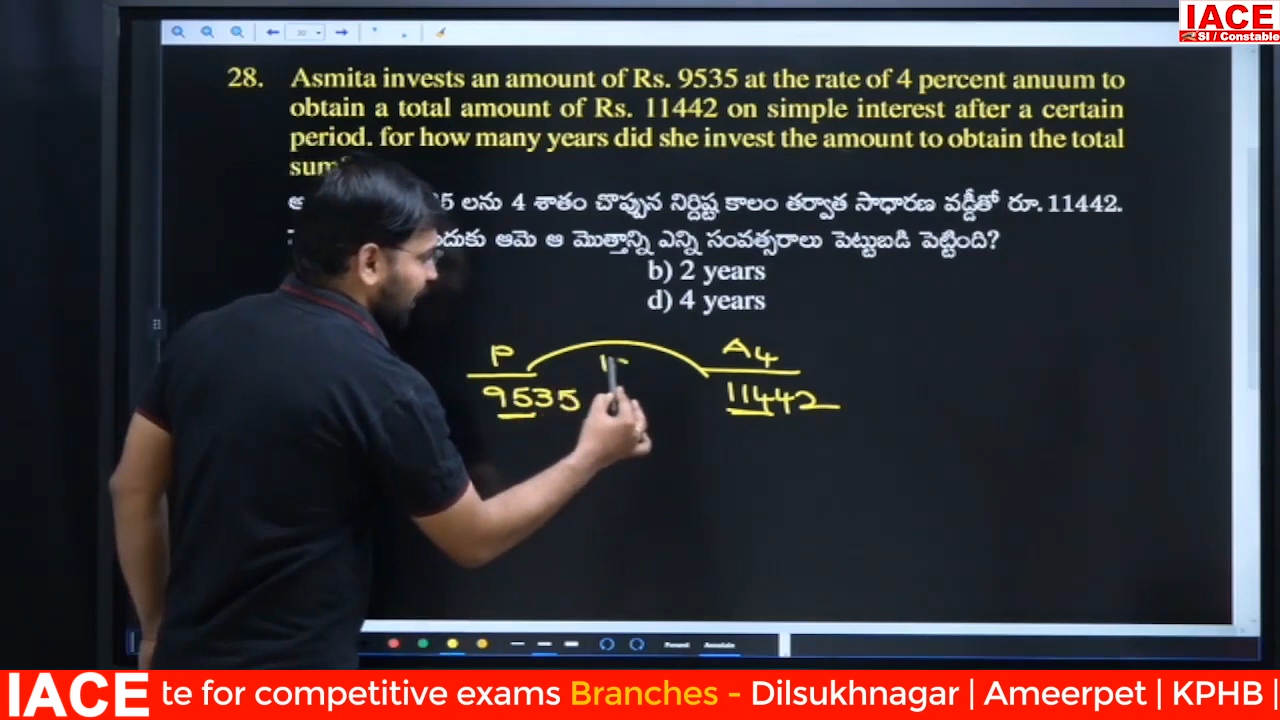 IACE
SI / Constable
30
28. Asmita invests an amount of Rs. 9535 at the rate of 4 percent anuum to
obtain a total amount of Rs. 11442 on simple interest after a certain
period. for how many years did she invest the amount to obtain the total
sum?
5 లను 4 శాతం చొప్పున నిర్దిష్ట కాలం తర్వాత సాధారణ వడ్డీతో రూ. 11442.
దుకు ఆమె ఆ మొత్తాన్ని ఎన్ని సంవత్సరాలు పెట్టుబడి పెట్టింది?
b) 2 years
d) 4 years
P A4
9535 11442
IACE te for competitive exams Branches - Dilsukhnagar | Ameerpet | KPHB |